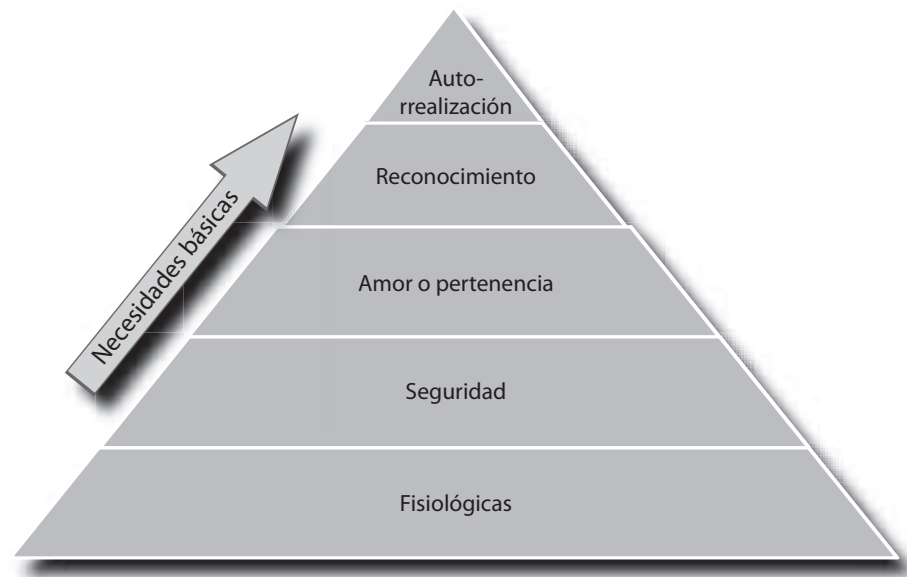 Auto-
rrealización
Reconocimiento
Necesidades básicas
Amor o pertenencia
Seguridad
Fisiológicas